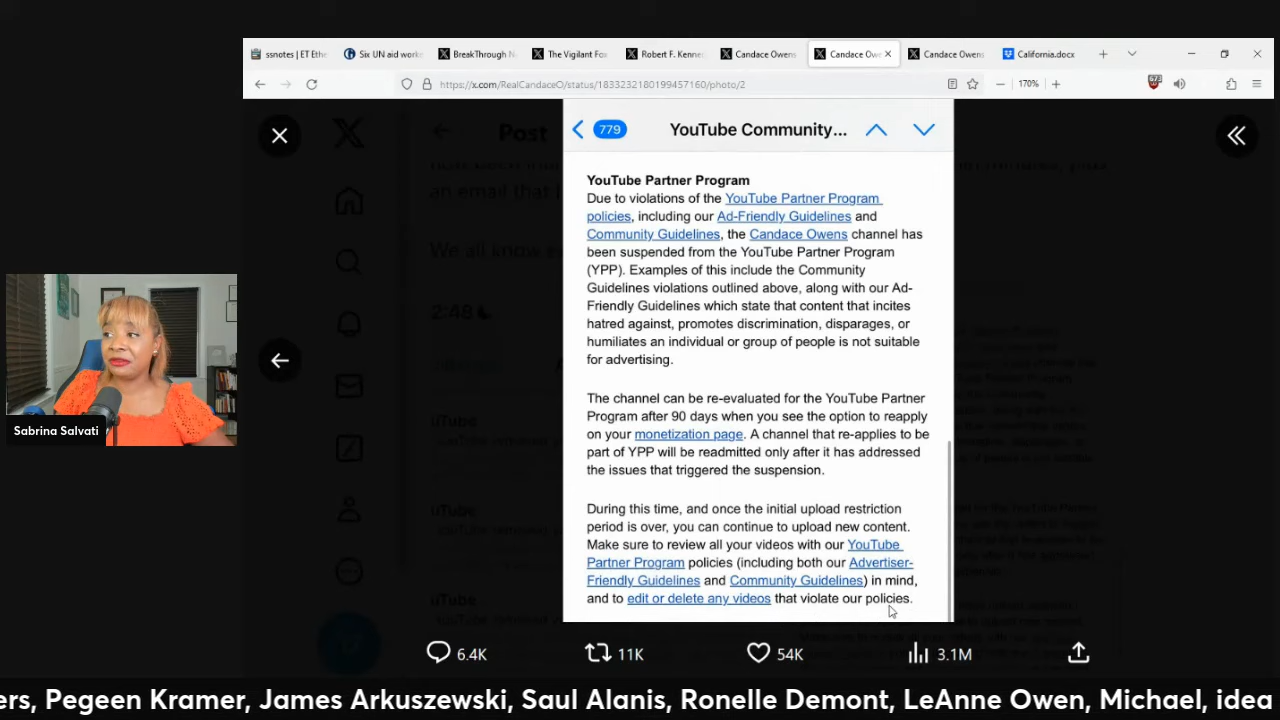 ssnotes | ET Ethe
Six UN aid work
BreakThrough N
The Vigilant Fox
Robert F. Kenne
Candace Owens
Candace Ow
Candace Owens
California.docx
https://x.com/RealCandaceO/status/1833232180199457160/photo/2
170%
Post
779
YouTube Community...
an email that
We all know
2:48
YouTube Partner Program
Due to violations of the YouTube Partner Program
policies, including our Ad-Friendly Guidelines and
Community Guidelines, the Candace Owens channel has
been suspended from the YouTube Partner Program
(YPP). Examples of this include the Community
Guidelines violations outlined above, along with our Ad-
Friendly Guidelines which state that content that incites
hatred against, promotes discrimination, disparages, or
humiliates an individual or group of people is not suitable
for advertising.
The channel can be re-evaluated for the YouTube Partner
Program after 90 days when you see the option to reapply
on your monetization page. A channel that re-applies to be
part of YPP will be readmitted only after it has addressed
the issues that triggered the suspension.
During this time, and once the initial upload restriction
period is over, you can continue to upload new content.
Make sure to review all your videos with our YouTube
Partner Program policies (including both our Advertiser-
Friendly Guidelines and Community Guidelines) in mind,
and to edit or delete any videos that violate our policies.
Sabrina Salvati
6.4K
11K
54K
3.1M
ers, Pegeen Kramer, James Arkuszewski, Saul Alanis, Ronelle Demont, LeAnne Owen, Michael, idea